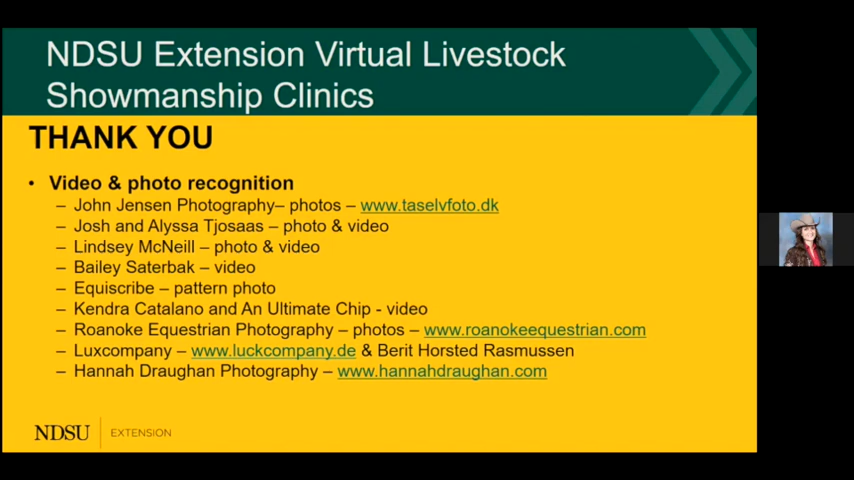 NDSU Extension Virtual Livestock
Showmanship Clinics
THANK YOU
• Video & photo recognition
– John Jensen Photography– photos – www.taselvfoto.dk
– Josh and Alyssa Tjosaas – photo & video
– Lindsey McNeill – photo & video
– Bailey Saterbak – video
– Equiscribe – pattern photo
– Kendra Catalano and An Ultimate Chip - video
– Roanoke Equestrian Photography – photos – www.roanokeequestrian.com
– Luxcompany – www.luckcompany.de & Berit Horsted Rasmussen
– Hannah Draughan Photography – www.hannahdraughan.com
NDSU EXTENSION